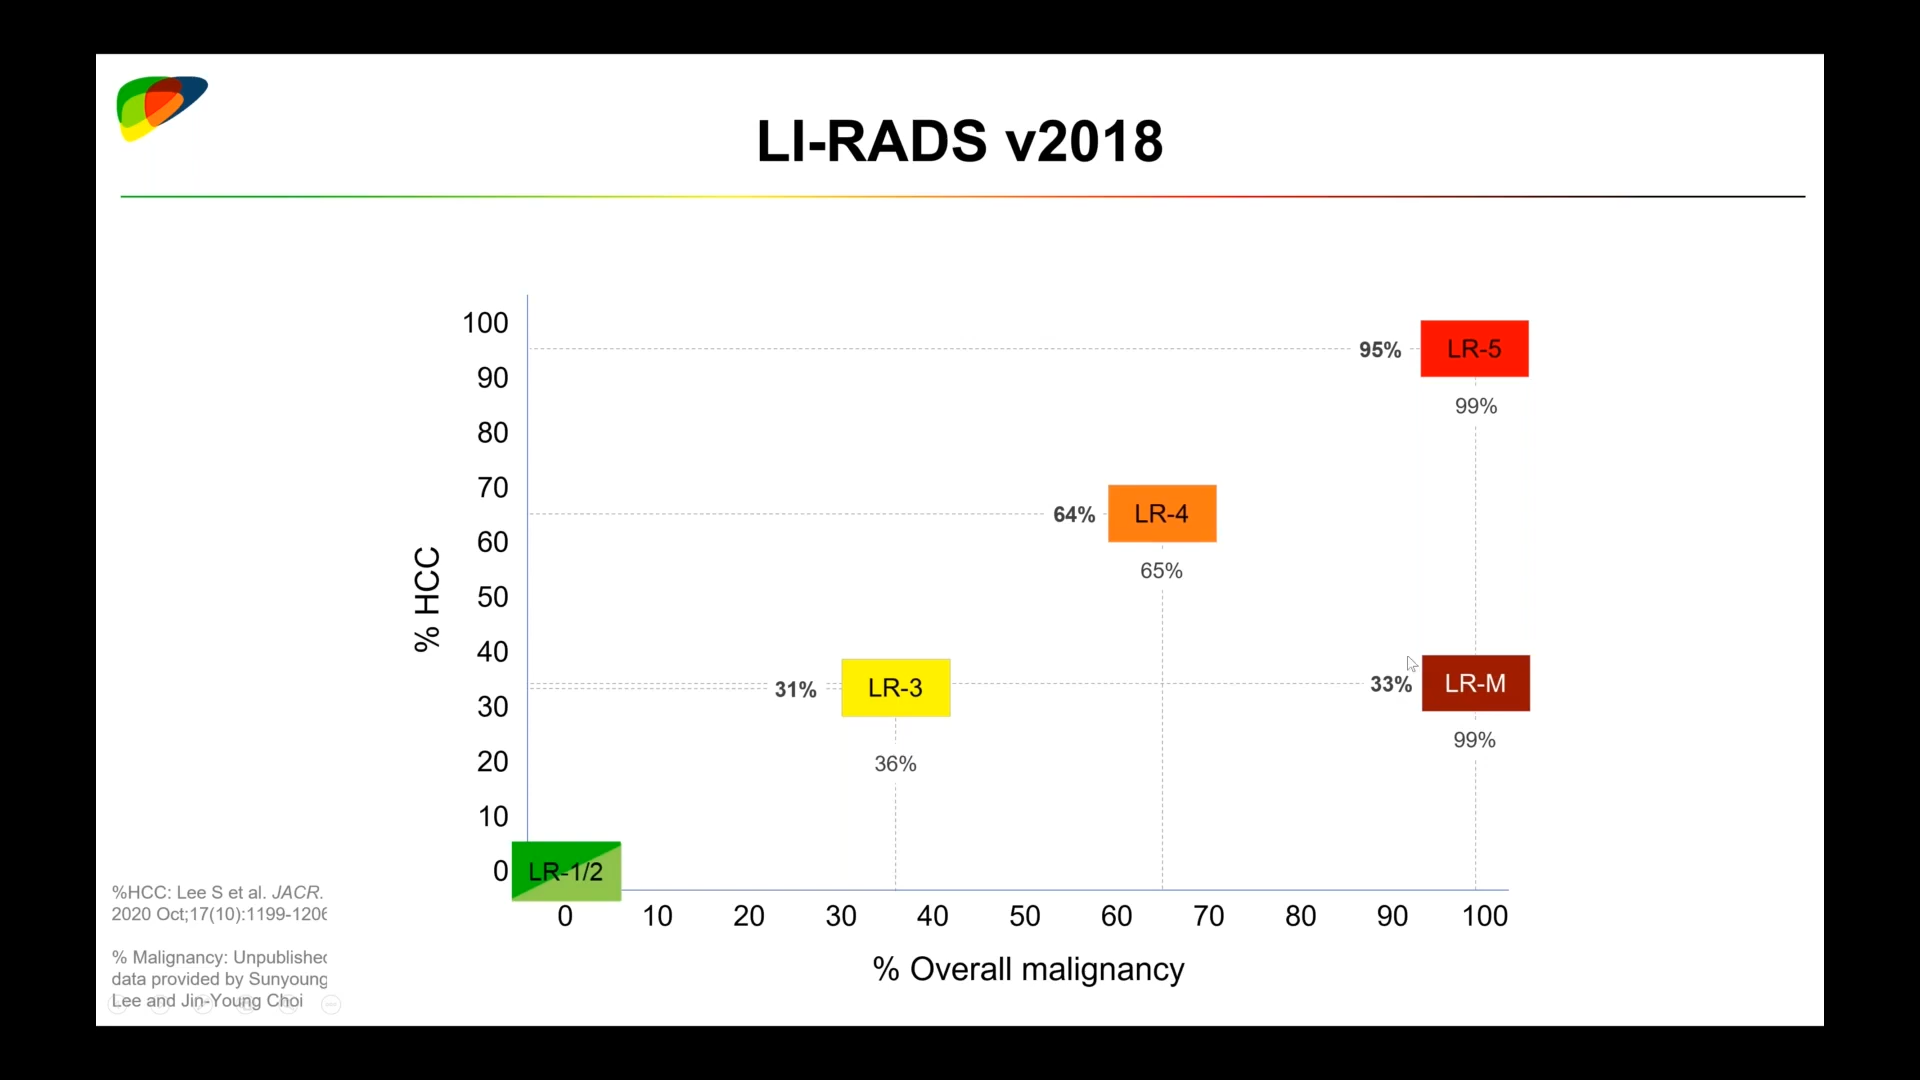 LI-RADS v2018
100
95%
LR-5
90
99%
80
70
64%
LR-4
60
65%
% HCC
50
40
31%
LR-3
33%
LR-M
30
99%
36%
20
10
0
LR-1/2
0 10 20 30 40 50 60 70 80 90 100
% Overall malignancy
%HCC: Lee S et al. JACR.
2020 Oct;17(10):1199-1206
% Malignancy: Unpublished
data provided by Sunyoung
Lee and Jin-Young Choi